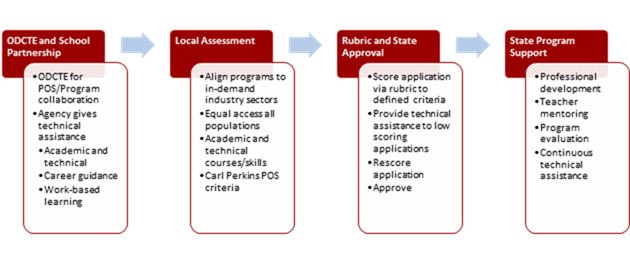 ODCTE and School
Partnership
•ODCTE for
POS/Program
collaboration
•Agency gives
technical
assistance
•Academic and
technical
•Career guidance
•Work-based
learning
Local Assessment
•Align programs to
in-demand
industry sectors
•Equal access all
populations
•Academic and
technical
courses/skills
•Carl Perkins POS
criteria
Rubric and State
Approval
•Score application
via rubric to
defined criteria
•Provide technical
assistance to low
scoring
applications
•Rescore
application
•Approve
State Program
Support
•Professional
development
•Teacher
mentoring
•Program
evaluation
•Continuous
technical
assistance